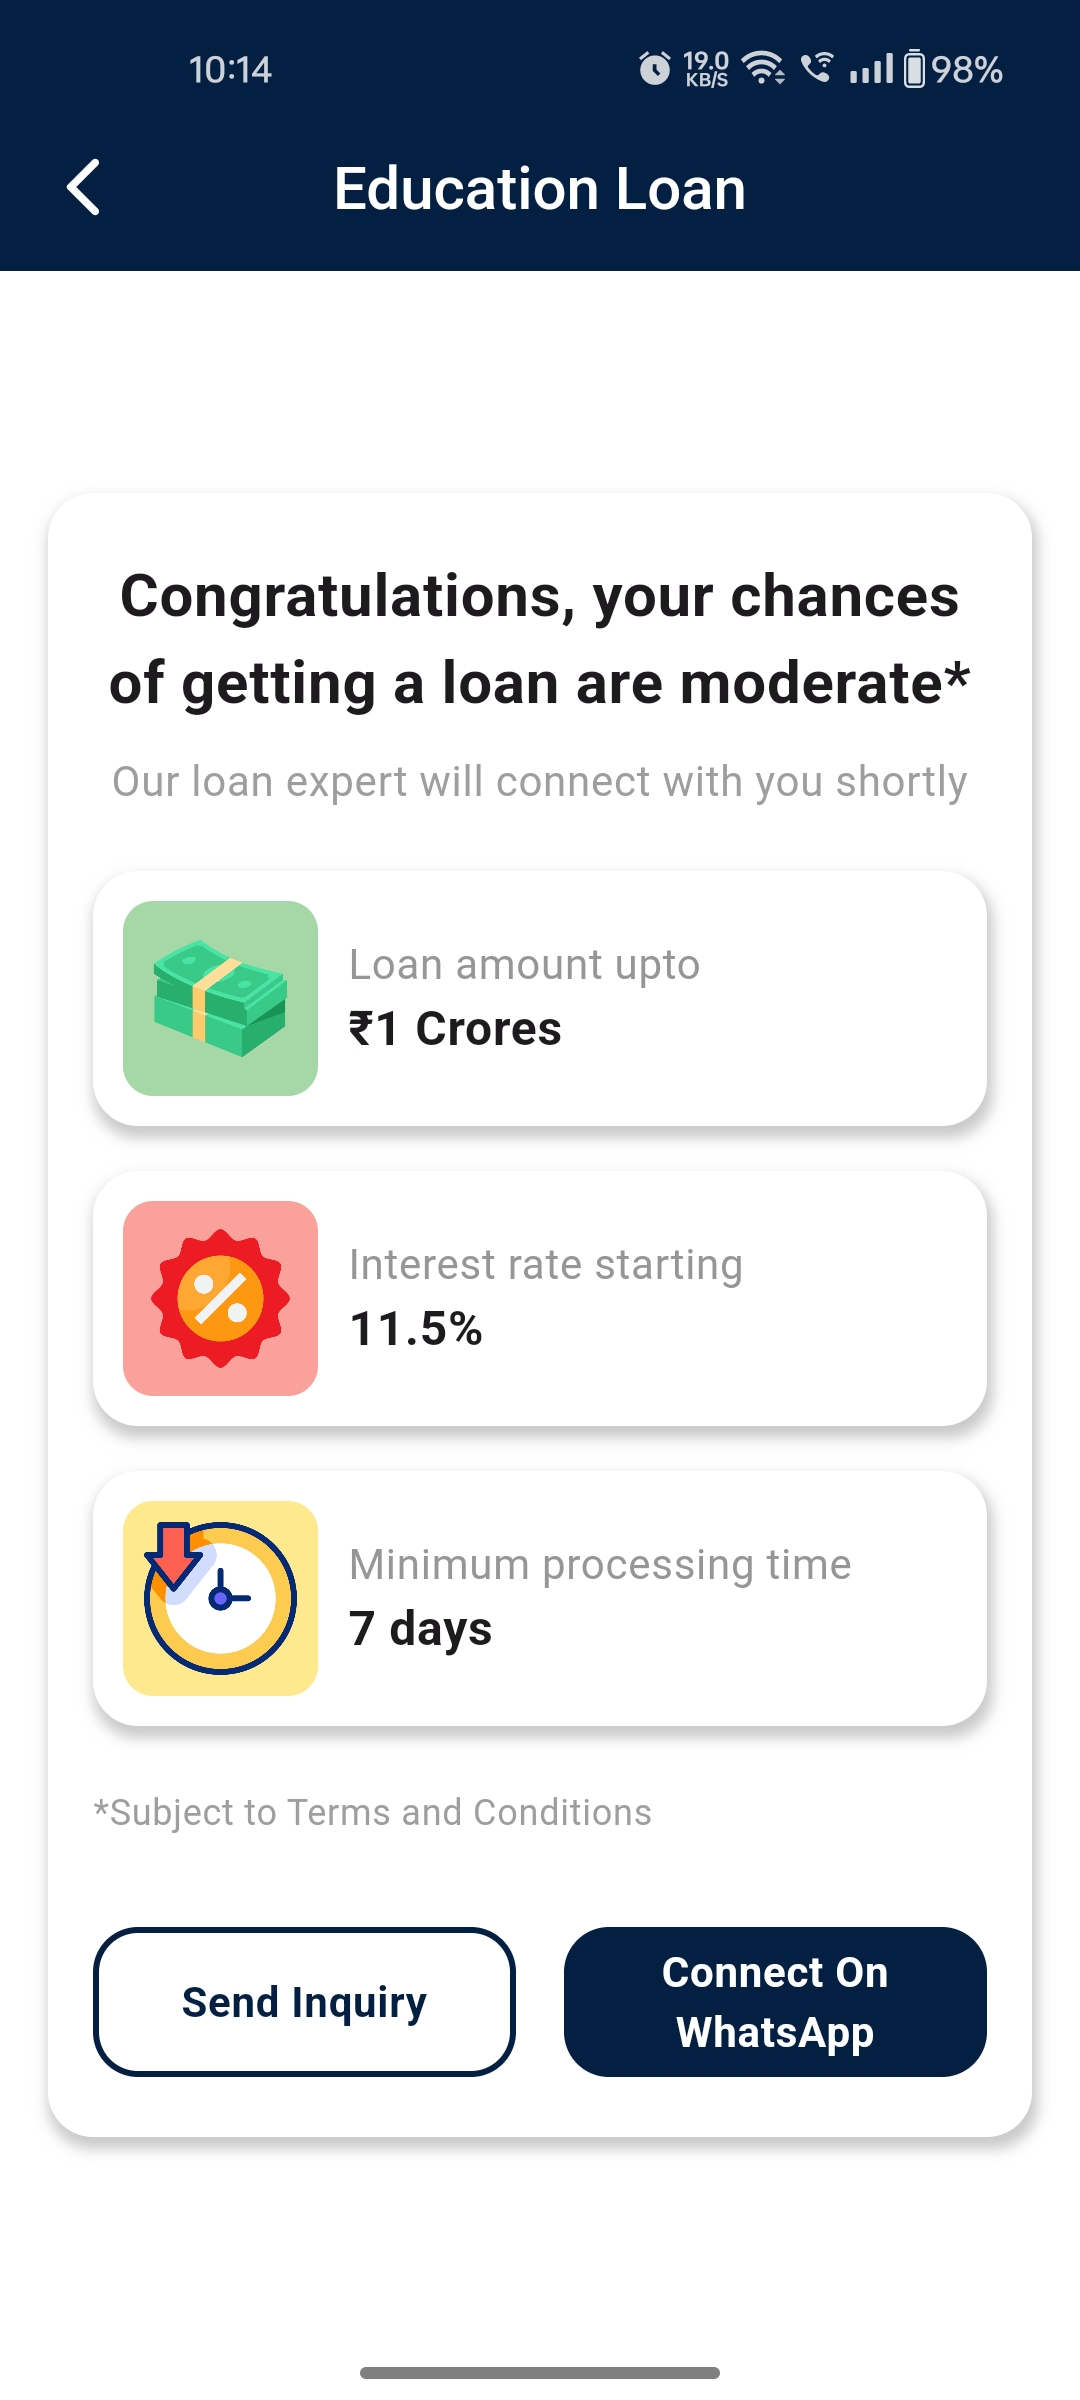 10:14
19.0
KB/S
98%
Education Loan
Congratulations, your chances
of getting a loan are moderate*
Our loan expert will connect with you shortly
Loan amount upto
₹1 Crores
Interest rate starting
11.5%
Minimum processing time
7 days
*Subject to Terms and Conditions
Send Inquiry
Connect On
WhatsApp